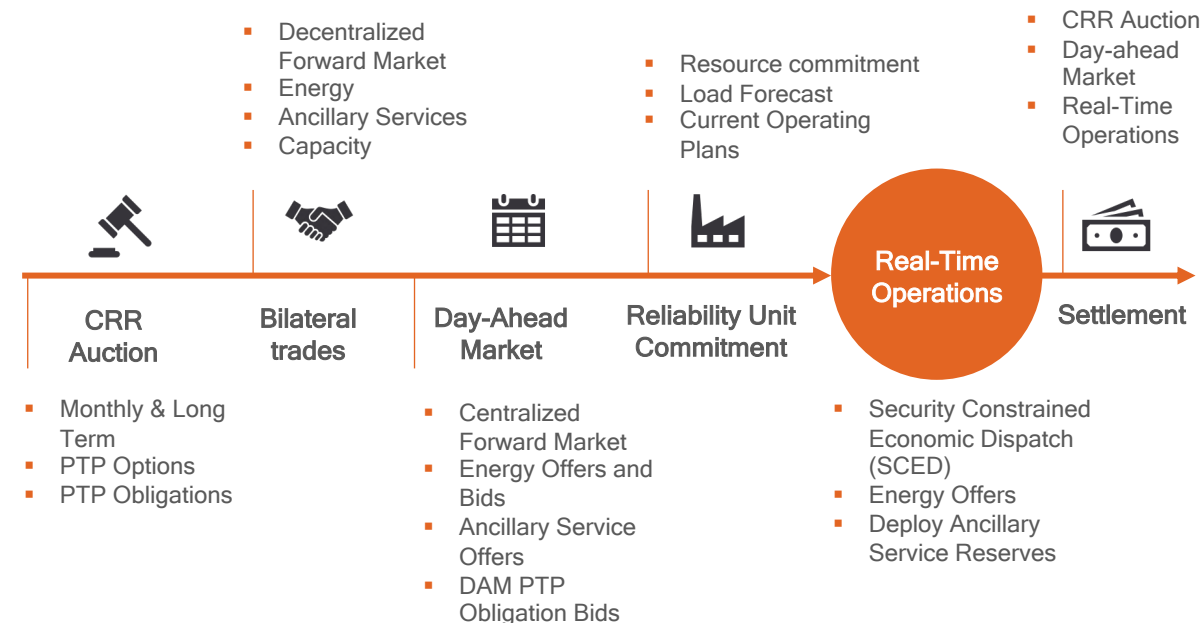 Decentralized
Forward Market
Energy
Ancillary Services
Capacity
Resource commitment
Load Forecast
Current Operating
Plans
CRR Auction
Day-ahead
Market
Real-Time
Operations
CRR
Auction
Bilateral
trades
Day-Ahead
Market
Reliability Unit
Commitment
Real-Time
Operations
Settlement
Monthly & Long
Term
PTP Options
PTP Obligations
Centralized
Forward Market
Energy Offers and
Bids
Ancillary Service
Offers
DAM PTP
Obligation Bids
Security Constrained
Economic Dispatch
(SCED)
Energy Offers
Deploy Ancillary
Service Reserves